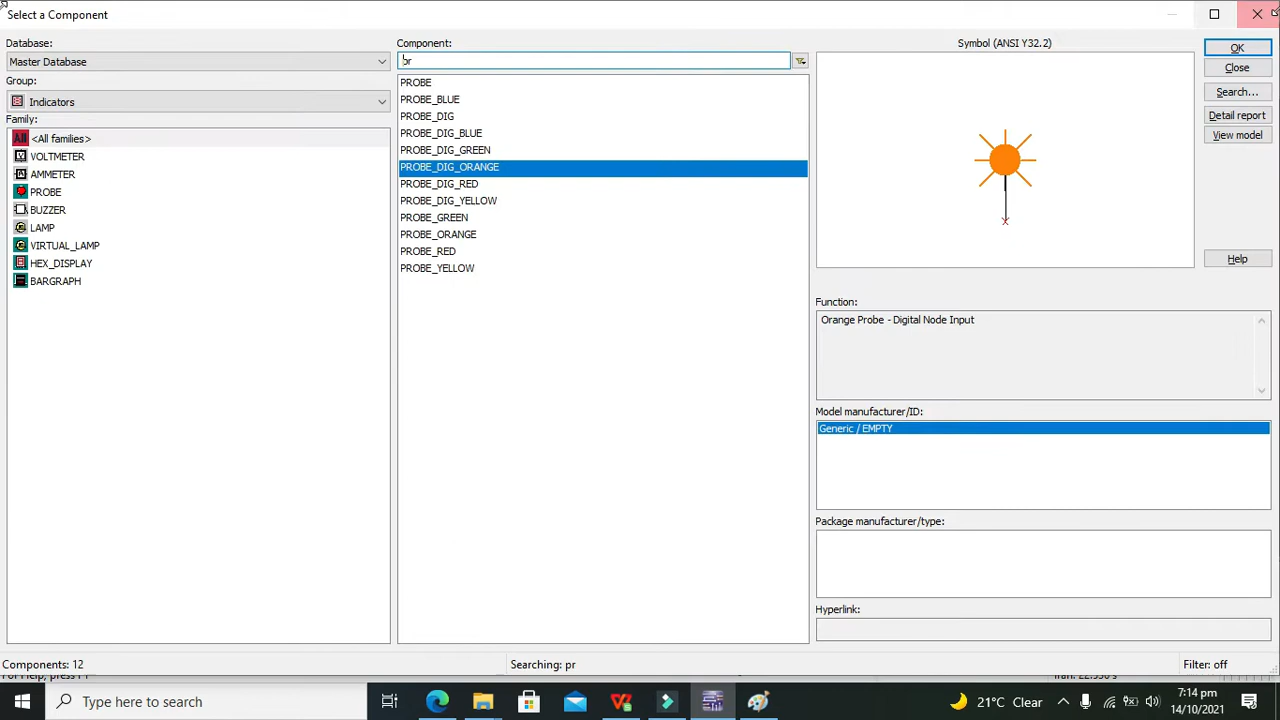 Select a Component
Database:
Master Database
Group:
Indicators
Family:
All <All families>
VOLTMETER
AMMETER
PROBE
BUZZER
LAMP
VIRTUAL_LAMP
HEX_DISPLAY
BARGRAPH
Component:
pr
PROBE
PROBE_BLUE
PROBE_DIG
PROBE_DIG_BLUE
PROBE_DIG_GREEN
PROBE_DIG_ORANGE
PROBE_DIG_RED
PROBE_DIG_YELLOW
PROBE_GREEN
PROBE_ORANGE
PROBE_RED
PROBE_YELLOW
Symbol (ANSI Y32.2)
OK
Close
Search...
Detail report
View model
Help
Function:
Orange Probe - Digital Node Input
Model manufacturer/ID:
Generic / EMPTY
Package manufacturer/type:
Hyperlink:
Components: 12
Searching: pr
Filter: off
Type here to search
21°C Clear
7:14 pm
14/10/2021